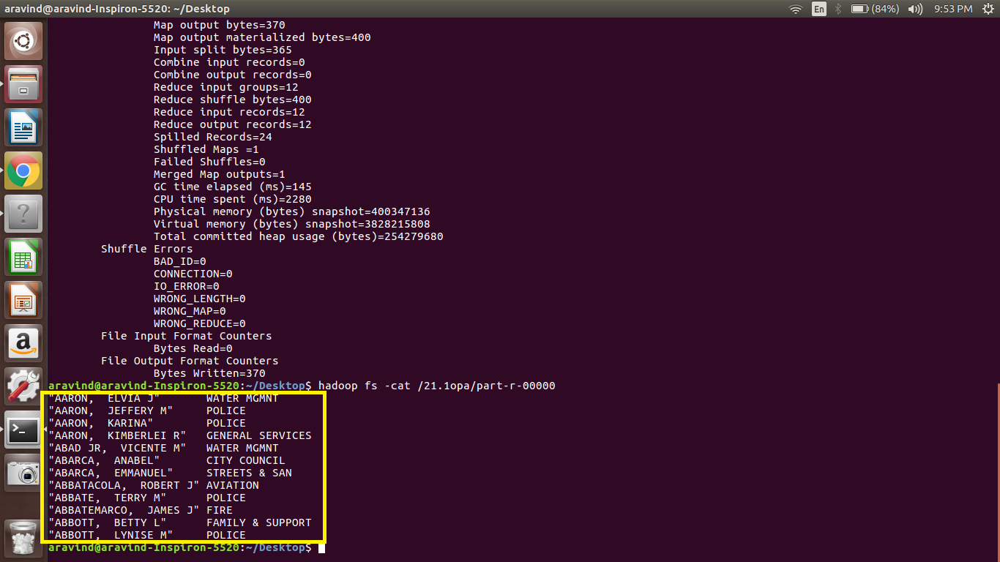 aravind@aravind-Inspiron-5520: ~/Desktop
En
(84%)
9:53 PM
Map output bytes=370
Map output materialized bytes=400
Input split bytes=365
Combine input records=0
Combine output records=0
Reduce input groups=12
Reduce shuffle bytes=400
Reduce input records=12
Reduce output records=12
Spilled Records=24
Shuffled Maps =1
Failed Shuffles=0
Merged Map outputs=1
GC time elapsed (ms)=145
CPU time spent (ms)=2280
Physical memory (bytes) snapshot=400347136
Virtual memory (bytes) snapshot=3828215808
Total committed heap usage (bytes)=254279680
Shuffle Errors
BAD_ID=0
CONNECTION=0
IO_ERROR=0
WRONG_LENGTH=0
WRONG_MAP=0
WRONG_REDUCE=0
File Input Format Counters
Bytes Read=0
File Output Format Counters
Bytes Written=370
aravind@aravind-Inspiron-5520:~/Desktop$ hadoop fs -cat /21.1opa/part-r-00000
"AARON,  ELVIA J"       WATER MGMNT
"AARON,  JEFFERY M"     POLICE
"AARON,  KARINA"        POLICE
"AARON,  KIMBERLEI R"   GENERAL SERVICES
"ABAD JR,  VICENTE M"   WATER MGMNT
"ABARCA,  ANABEL"       CITY COUNCIL
"ABARCA,  EMMANUEL"     STREETS & SAN
"ABBATACOLA,  ROBERT J" AVIATION
"ABBATE,  TERRY M"      POLICE
"ABBATEMARCO,  JAMES J" FIRE
"ABBOTT,  BETTY L"      FAMILY & SUPPORT
"ABBOTT,  LYNISE M"     POLICE
aravind@aravind-Inspiron-5520:~/Desktop$